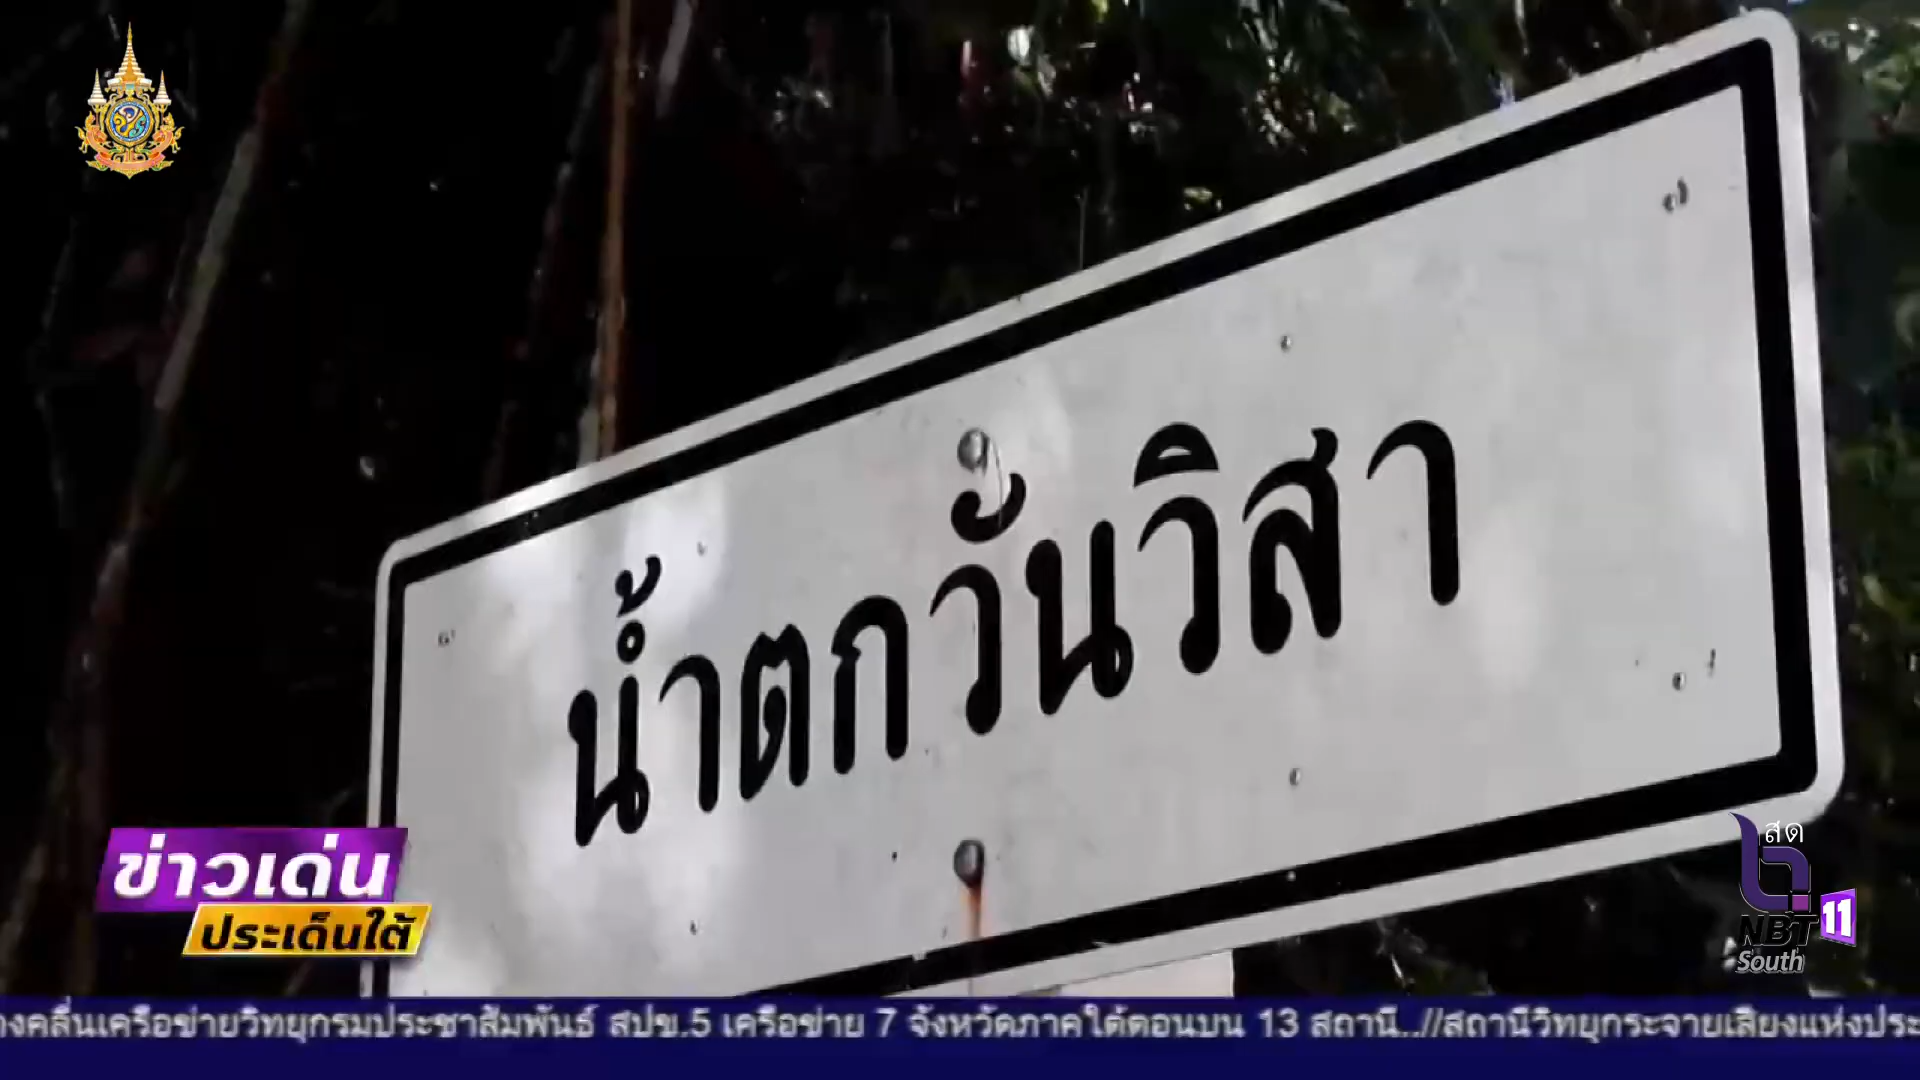 น้ำตกวันวิสา
ข่าวเด่น
ประเด็นใต้
สด
NBT 11
South
างคลื่นเครือข่ายวิทยุกรมประชาสัมพันธ์ สปข.5 เครือข่าย 7 จังหวัดภาคใต้ตอนบน 13 สถานี..//สถานีวิทยุกระจายเสียงแห่งประ